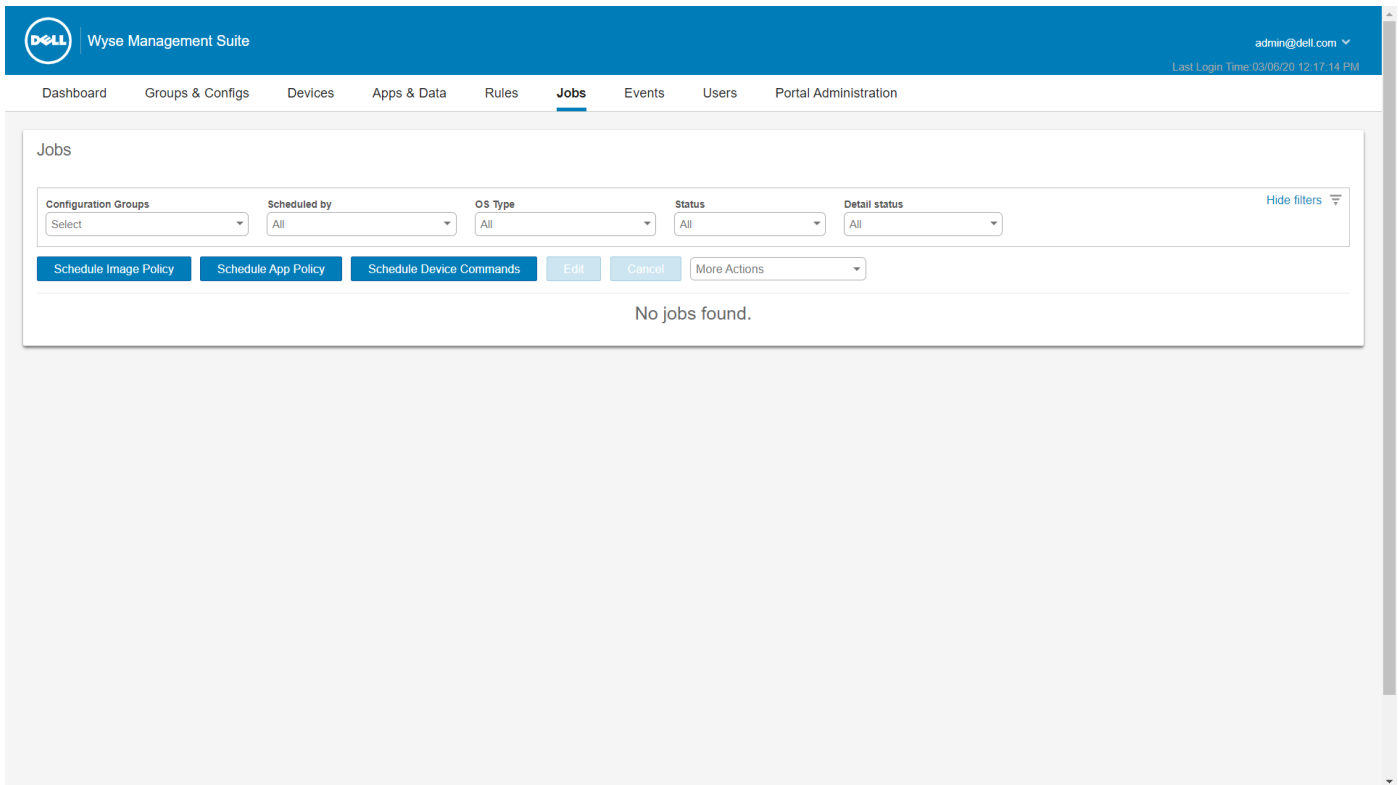 DELL Wyse Management Suite
admin@dell.com
Last Login Time:03/06/20 12:17:14 PM
Dashboard Groups & Configs Devices Apps & Data Rules Jobs Events Users Portal Administration
Jobs
Hide filters
Configuration Groups Scheduled by OS Type Status Detail status
Select All All All All
Schedule Image Policy Schedule App Policy Schedule Device Commands Edit Cancel More Actions
No jobs found.